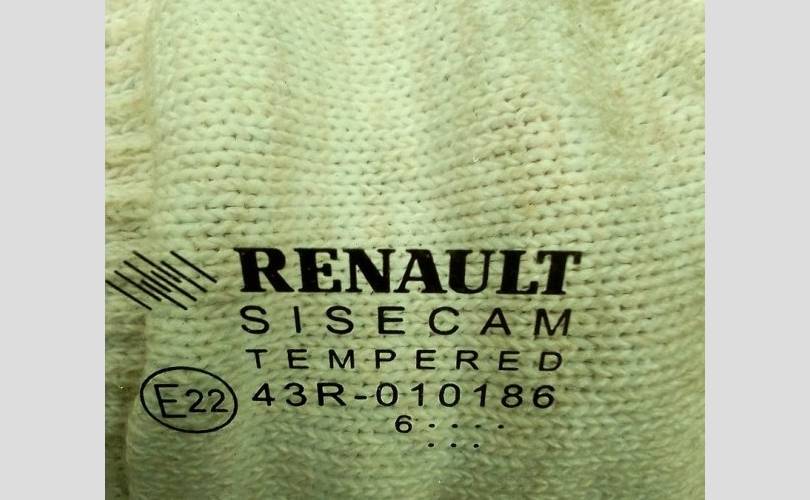 RENAULT
SISECAM
TEMPERED
E22 43R-010186
6